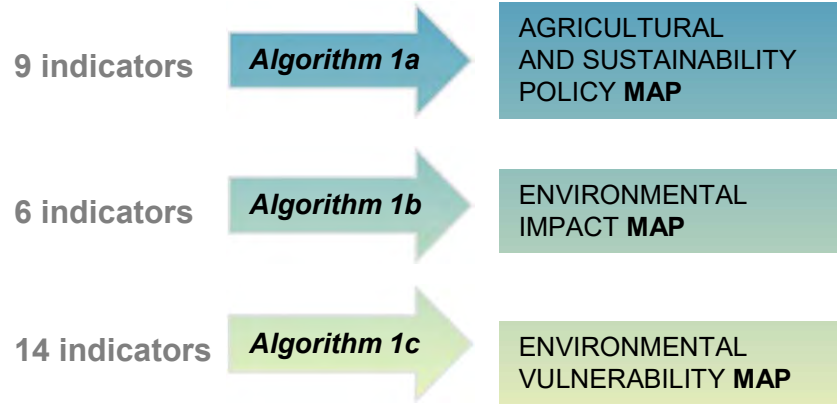 9 indicators
Algorithm 1a
AGRICULTURAL
AND SUSTAINABILITY
POLICY MAP
6 indicators
Algorithm 1b
ENVIRONMENTAL
IMPACT MAP
14 indicators
Algorithm 1c
ENVIRONMENTAL
VULNERABILITY MAP